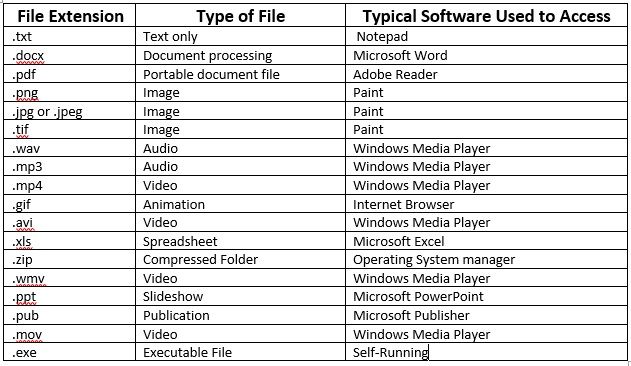 File Extension Type of File Typical Software Used to Access
.txt Text only Notepad
.docx Document processing Microsoft Word
.pdf Portable document file Adobe Reader
.png Image Paint
.jpg or .jpeg Image Paint
.tif Image Paint
.wav Audio Windows Media Player
.mp3 Audio Windows Media Player
.mp4 Video Windows Media Player
.gif Animation Internet Browser
.avi Video Windows Media Player
.xls Spreadsheet Microsoft Excel
.zip Compressed Folder Operating System manager
.wmv Video Windows Media Player
.ppt Slideshow Microsoft PowerPoint
.pub Publication Microsoft Publisher
.mov Video Windows Media Player
.exe Executable File Self-Running